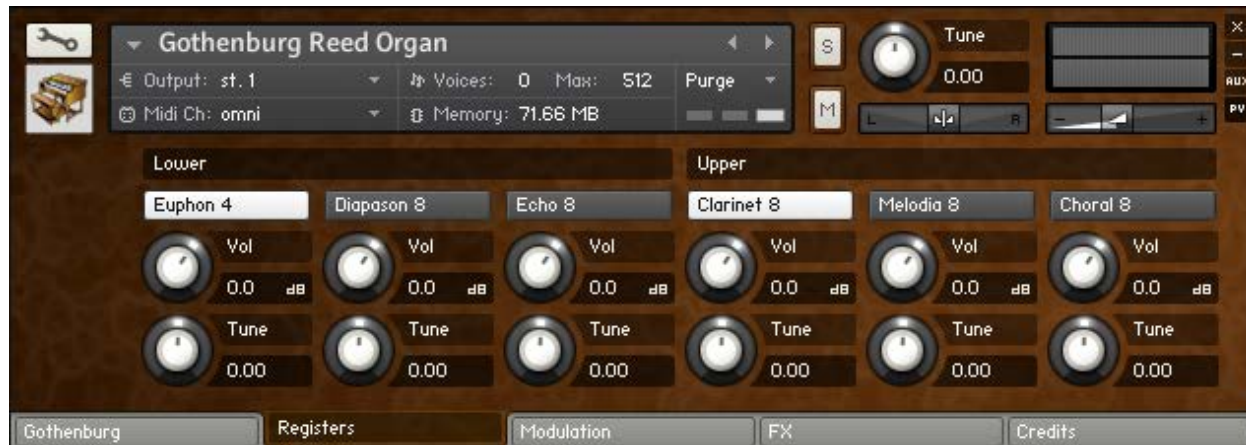 Gothenburg Reed Organ
S
Tune
×
−
Output: st. 1
Voices: 0 Max: 512
Purge
0.00
AUX
Midi Ch: omni
Memory: 71.66 MB
M
L
R
−
+
PV
Lower
Upper
Euphon 4
Diapason 8
Echo 8
Clarinet 8
Melodia 8
Choral 8
Vol
Vol
Vol
Vol
Vol
Vol
0.0 dB
0.0 dB
0.0 dB
0.0 dB
0.0 dB
0.0 dB
Tune
Tune
Tune
Tune
Tune
Tune
0.00
0.00
0.00
0.00
0.00
0.00
Gothenburg
Registers
Modulation
FX
Credits